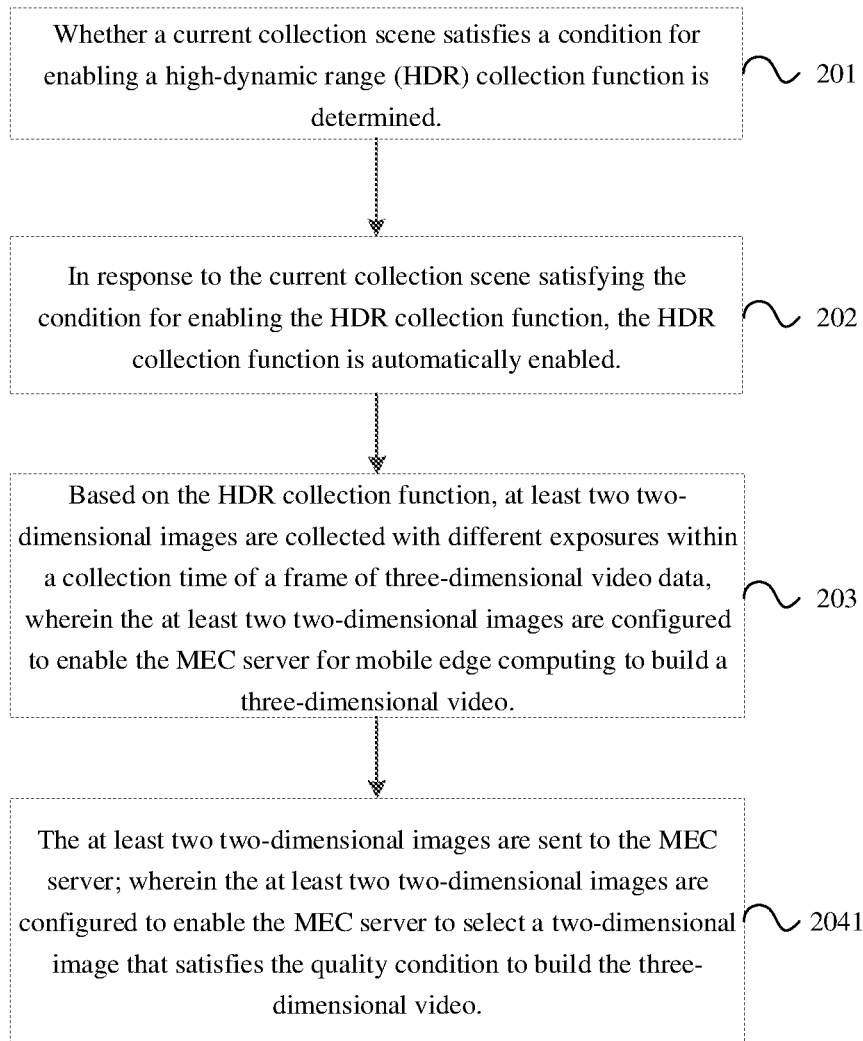 Whether a current collection scene satisfies a condition for
enabling a high-dynamic range (HDR) collection function is
determined.
201
In response to the current collection scene satisfying the
condition for enabling the HDR collection function, the HDR
collection function is automatically enabled.
202
Based on the HDR collection function, at least two two-
dimensional images are collected with different exposures within
a collection time of a frame of three-dimensional video data,
wherein the at least two two-dimensional images are configured
to enable the MEC server for mobile edge computing to build a
three-dimensional video.
203
The at least two two-dimensional images are sent to the MEC
server; wherein the at least two two-dimensional images are
configured to enable the MEC server to select a two-dimensional
image that satisfies the quality condition to build the three-
dimensional video.
2041